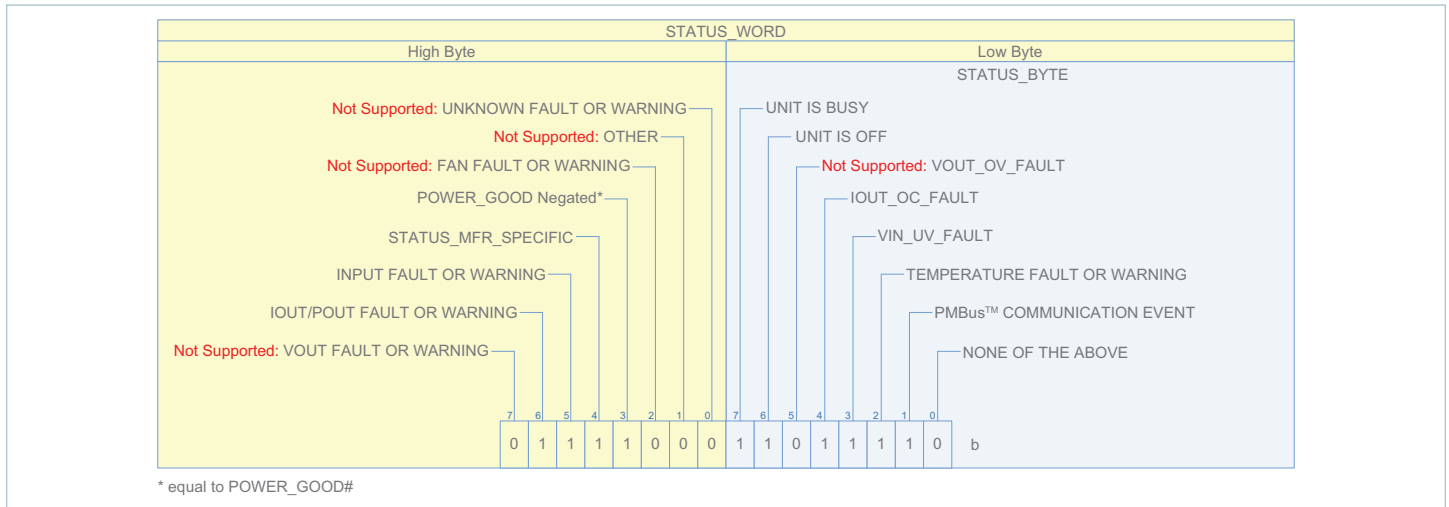 STATUS_WORD
High Byte Low Byte
STATUS_BYTE
Not Supported: UNKNOWN FAULT OR WARNING UNIT IS BUSY
Not Supported: OTHER UNIT IS OFF
Not Supported: FAN FAULT OR WARNING Not Supported: VOUT_OV_FAULT
POWER_GOOD Negated* IOUT_OC_FAULT
STATUS_MFR_SPECIFIC VIN_UV_FAULT
INPUT FAULT OR WARNING TEMPERATURE FAULT OR WARNING
IOUT/POUT FAULT OR WARNING PMBus™ COMMUNICATION EVENT
Not Supported: VOUT FAULT OR WARNING NONE OF THE ABOVE
7 6 5 4 3 2 1 0 7 6 5 4 3 2 1 0
0 1 1 1 1 0 0 0 1 1 0 1 1 1 1 0 b
* equal to POWER_GOOD#